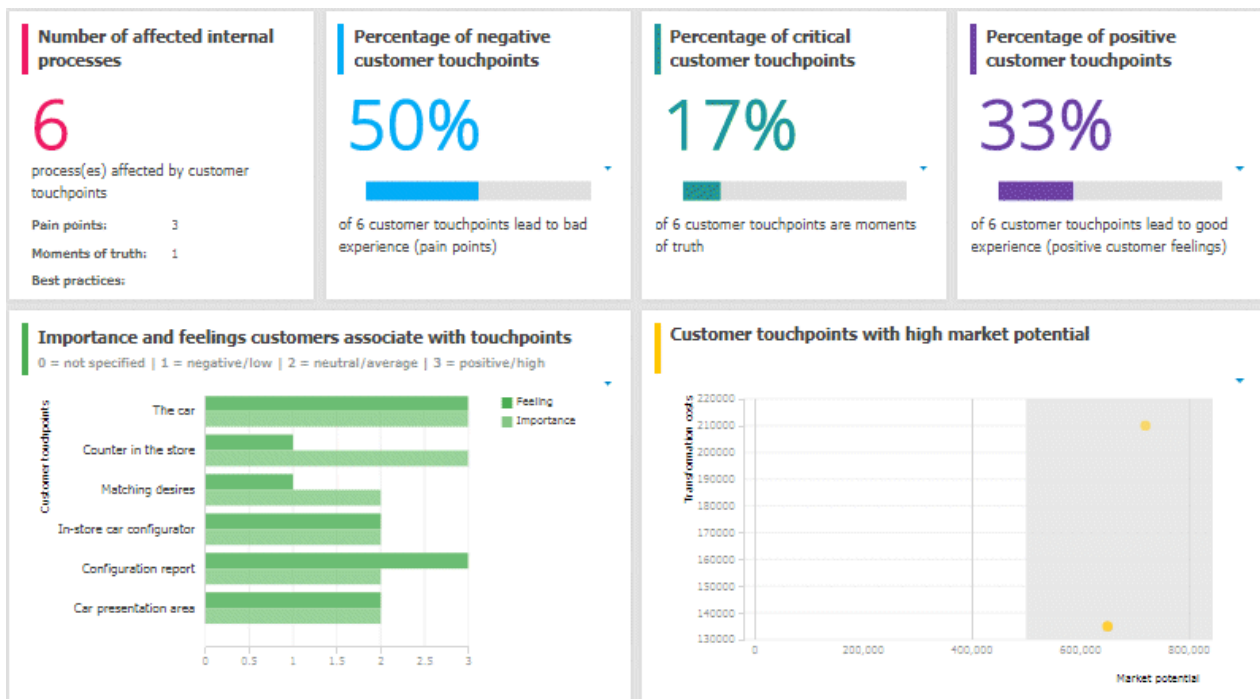 Number of affected internal
processes
6
process(es) affected by customer
touchpoints
Pain points: 3
Moments of truth: 1
Best practices:
Percentage of negative
customer touchpoints
50%
of 6 customer touchpoints lead to bad
experience (pain points)
Percentage of critical
customer touchpoints
17%
of 6 customer touchpoints are moments
of truth
Percentage of positive
customer touchpoints
33%
of 6 customer touchpoints lead to good
experience (positive customer feelings)
Importance and feelings customers associate with touchpoints
0 = not specified | 1 = negative/low | 2 = neutral/average | 3 = positive/high
Customer touchpoints
The car
Counter in the store
Matching desires
In-store car configurator
Configuration report
Car presentation area
0 0.5 1 1.5 2 2.5 3
Feeling
Importance
Customer touchpoints with high market potential
Transformation costs
220000
210000
200000
190000
180000
170000
160000
150000
140000
130000
0 200,000 400,000 600,000 800,000
Market potential